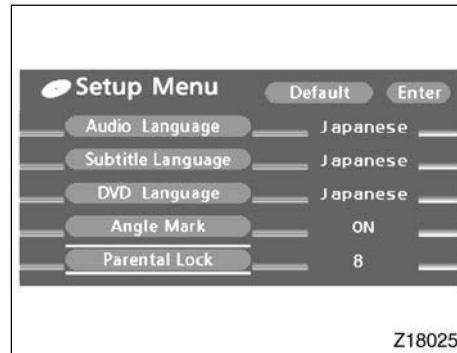 Setup Menu Default Enter
Audio Language Japanese
Subtitle Language Japanese
DVD Language Japanese
Angle Mark ON
Parental Lock 8
Z18025